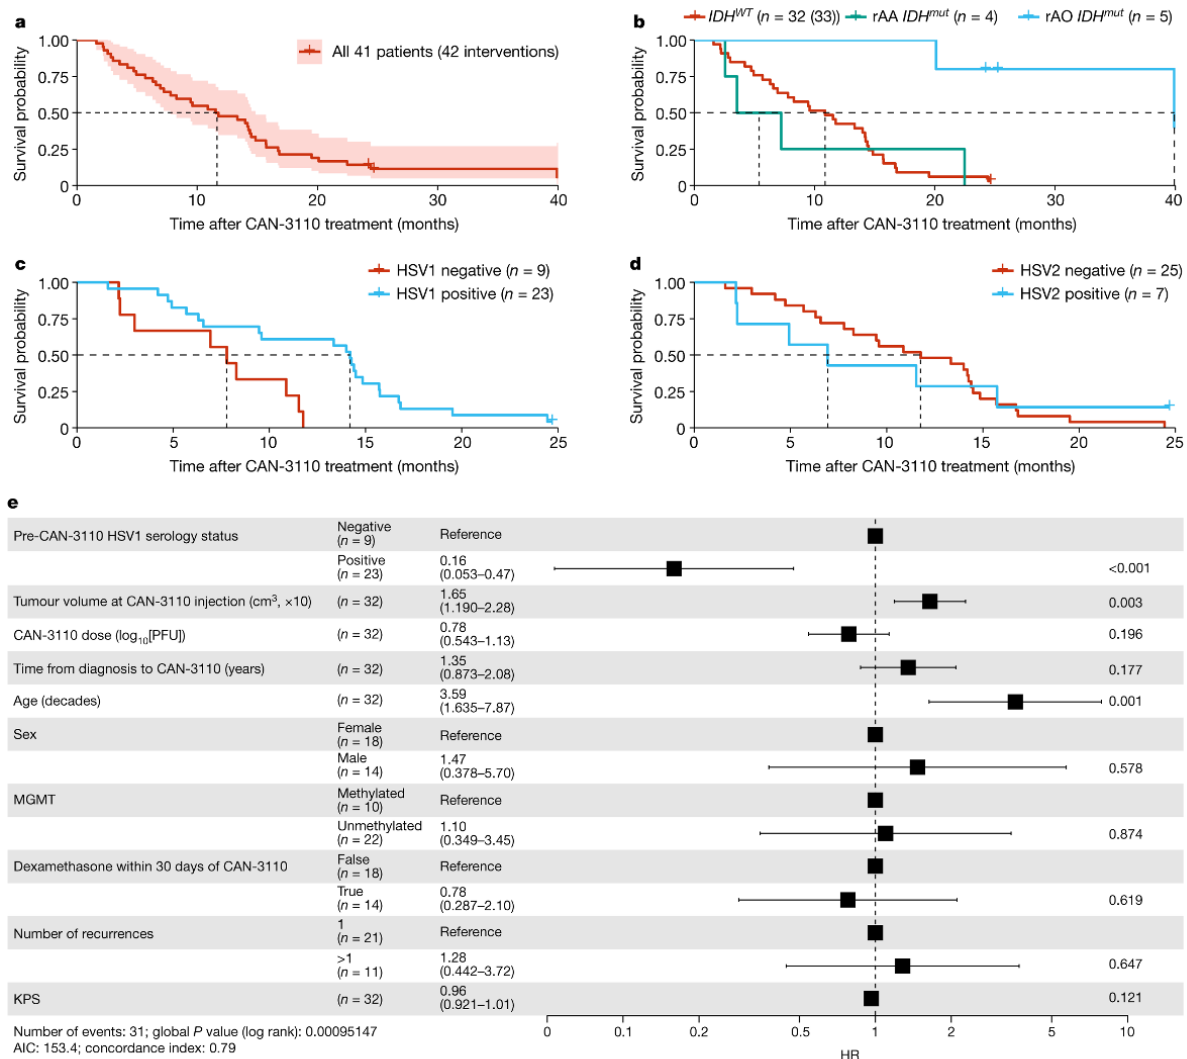 a
All 41 patients (42 interventions)
Survival probability
1.00
0.75
0.50
0.25
0
0 10 20 30 40
Time after CAN-3110 treatment (months)
b
IDH^WT (n = 32 (33)) rAA IDH^mut (n = 4) rAO IDH^mut (n = 5)
Survival probability
1.00
0.75
0.50
0.25
0
0 10 20 30 40
Time after CAN-3110 treatment (months)
c
HSV1 negative (n = 9)
HSV1 positive (n = 23)
Survival probability
1.00
0.75
0.50
0.25
0
0 5 10 15 20 25
Time after CAN-3110 treatment (months)
d
HSV2 negative (n = 25)
HSV2 positive (n = 7)
Survival probability
1.00
0.75
0.50
0.25
0
0 5 10 15 20 25
Time after CAN-3110 treatment (months)
e
Pre-CAN-3110 HSV1 serology status Negative (n = 9) Reference
Positive (n = 23) 0.16 (0.053–0.47) <0.001
Tumour volume at CAN-3110 injection (cm³, ×10) (n = 32) 1.65 (1.190–2.28) 0.003
CAN-3110 dose (log₁₀[PFU]) (n = 32) 0.78 (0.543–1.13) 0.196
Time from diagnosis to CAN-3110 (years) (n = 32) 1.35 (0.873–2.08) 0.177
Age (decades) (n = 32) 3.59 (1.635–7.87) 0.001
Sex Female (n = 18) Reference
Male (n = 14) 1.47 (0.378–5.70) 0.578
MGMT Methylated (n = 10) Reference
Unmethylated (n = 22) 1.10 (0.349–3.45) 0.874
Dexamethasone within 30 days of CAN-3110 False (n = 18) Reference
True (n = 14) 0.78 (0.287–2.10) 0.619
Number of recurrences 1 (n = 21) Reference
>1 (n = 11) 1.28 (0.442–3.72) 0.647
KPS (n = 32) 0.96 (0.921–1.01) 0.121
Number of events: 31; global P value (log rank): 0.00095147
AIC: 153.4; concordance index: 0.79
0 0.1 0.2 0.5 1 2 5 10
HR